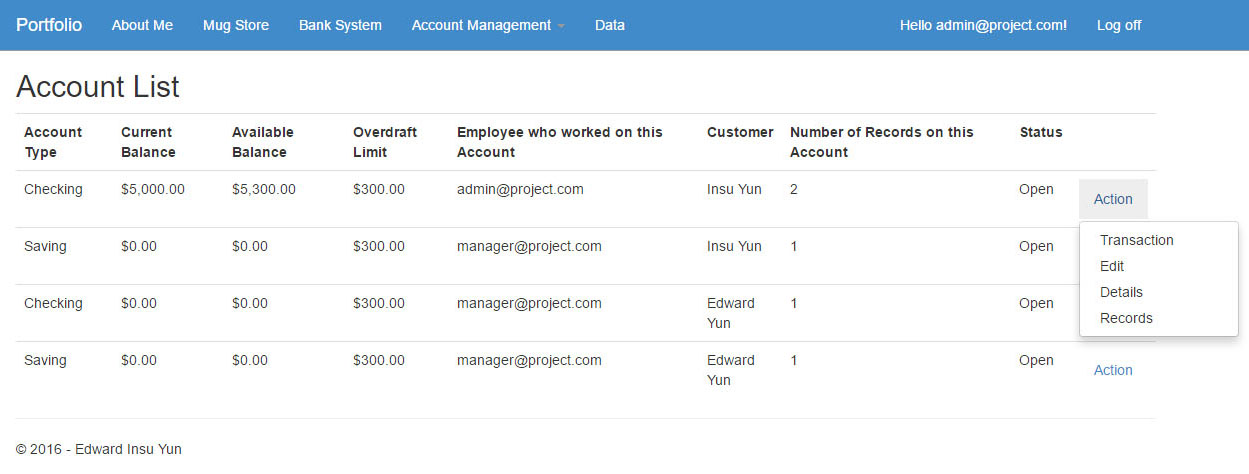 Portfolio About Me Mug Store Bank System Account Management Data Hello admin@project.com! Log off
Account List
Account Type Current Balance Available Balance Overdraft Limit Employee who worked on this Account Customer Number of Records on this Account Status
Checking $5,000.00 $5,300.00 $300.00 admin@project.com Insu Yun 2 Open Action
Transaction
Edit
Details
Records
Saving $0.00 $0.00 $300.00 manager@project.com Insu Yun 1 Open
Checking $0.00 $0.00 $300.00 manager@project.com Edward Yun 1 Open
Saving $0.00 $0.00 $300.00 manager@project.com Edward Yun 1 Open Action
© 2016 - Edward Insu Yun